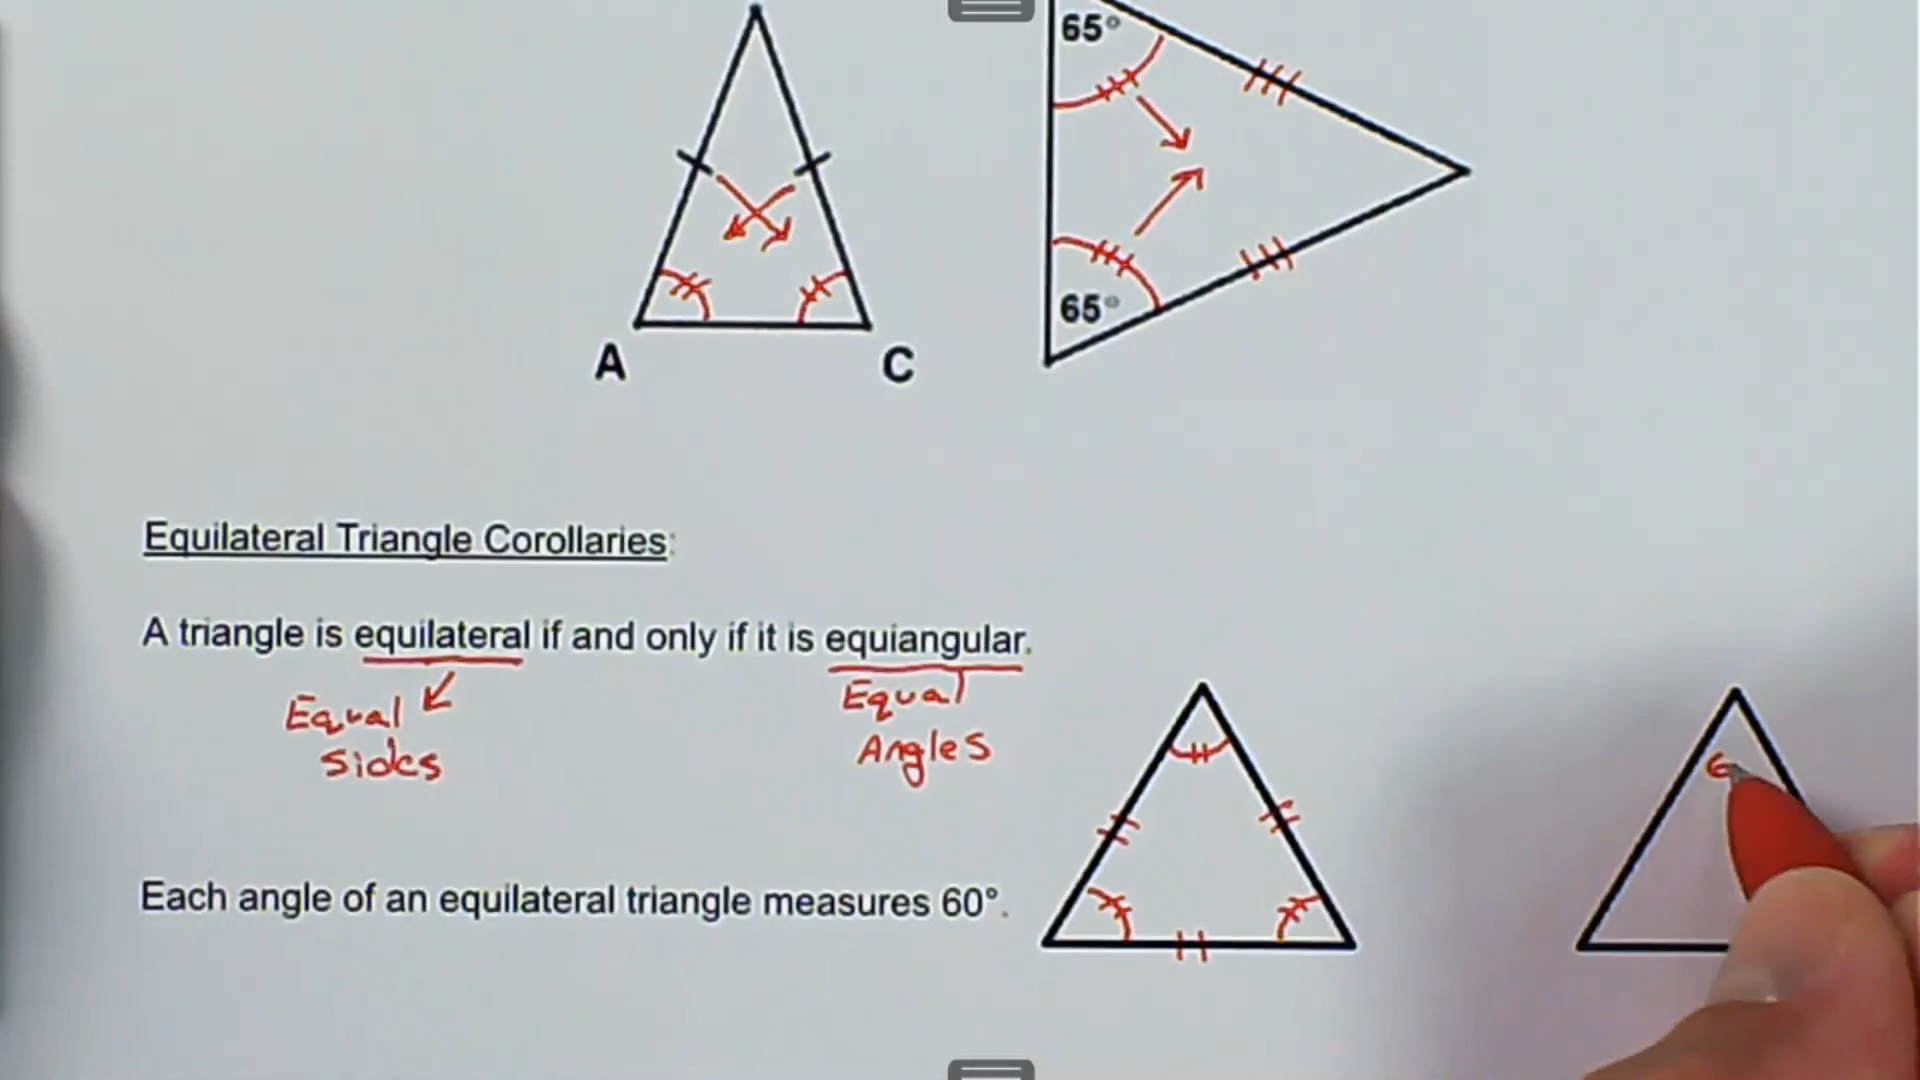 65°
65°
A C
Equilateral Triangle Corollaries:
A triangle is equilateral if and only if it is equiangular.
Equal
Sides
Equal
Angles
6
Each angle of an equilateral triangle measures 60°.